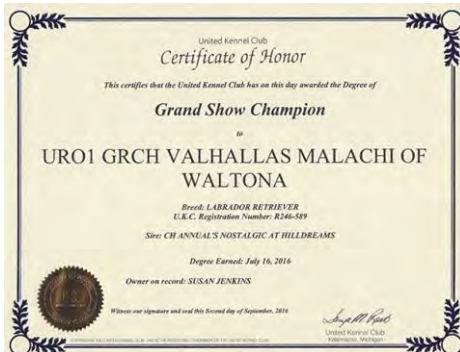 United Kennel Club
Certificate of Honor
This certifies that the United Kennel Club has on this day awarded the Degree of
Grand Show Champion
to
URO1 GRCH VALHALLAS MALACHI OF
WALTONA
Breed: LABRADOR RETRIEVER
U.K.C. Registration Number: R246-589
Sire: CH ANNUAL'S NOSTALGIC AT HILLDREAMS
Degree Earned: July 16, 2016
Owner on record: SUSAN JENKINS
Witness our signature and seal this Second day of September, 2016
United Kennel Club
Kalamazoo, Michigan